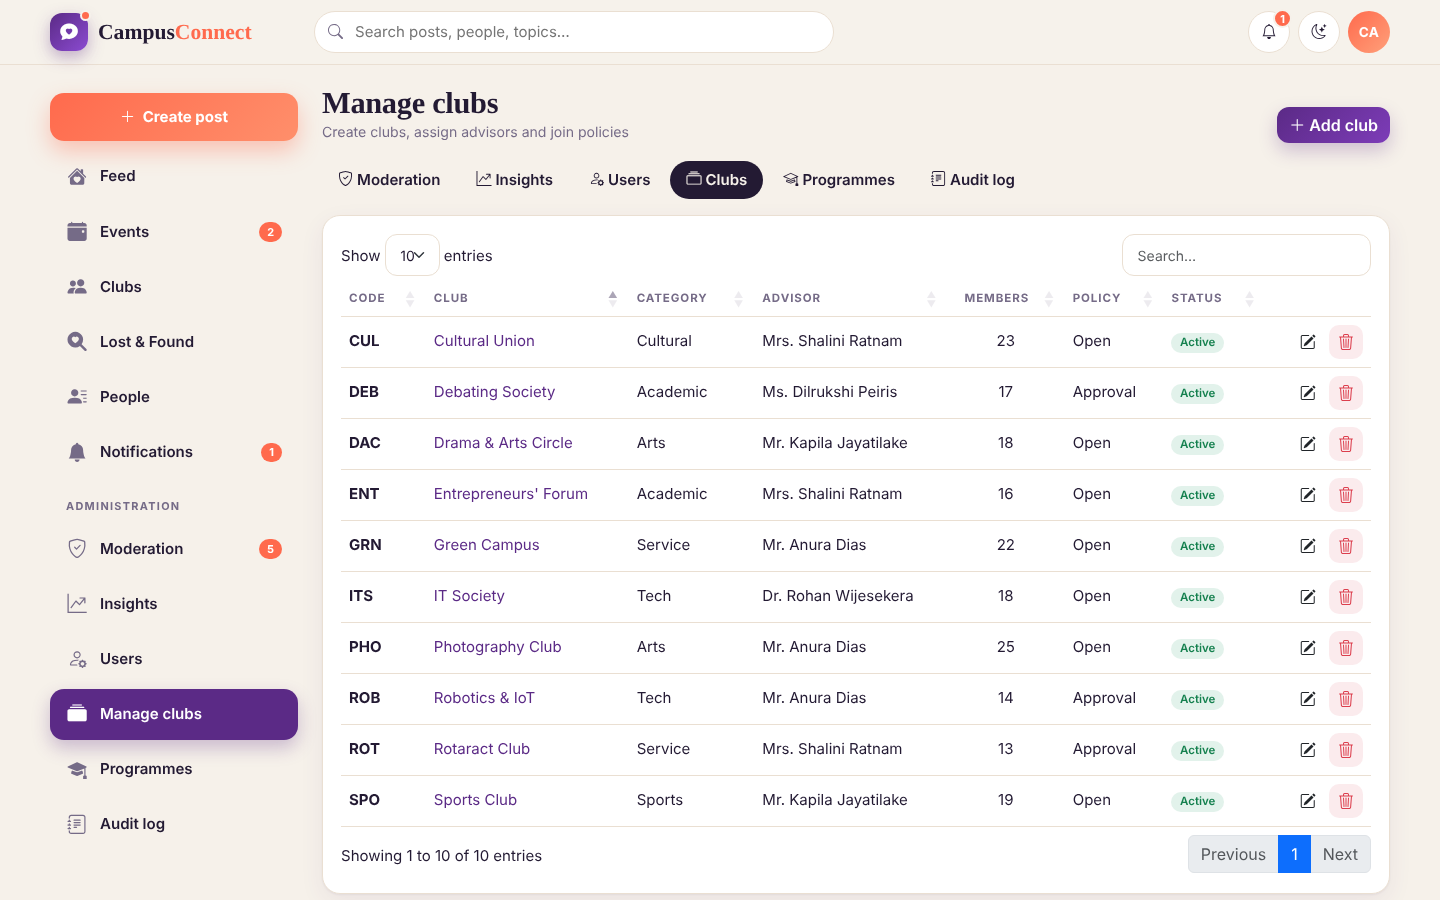 CampusConnect
Search posts, people, topics...
1
CA
Create post
Feed
Events 2
Clubs
Lost & Found
People
Notifications 1
ADMINISTRATION
Moderation 5
Insights
Users
Manage clubs
Programmes
Audit log
Manage clubs
Create clubs, assign advisors and join policies
Add club
Moderation Insights Users Clubs Programmes Audit log
Show 10 entries
Search...
CODE CLUB CATEGORY ADVISOR MEMBERS POLICY STATUS
CUL Cultural Union Cultural Mrs. Shalini Ratnam 23 Open Active
DEB Debating Society Academic Ms. Dilrukshi Peiris 17 Approval Active
DAC Drama & Arts Circle Arts Mr. Kapila Jayatilake 18 Open Active
ENT Entrepreneurs' Forum Academic Mrs. Shalini Ratnam 16 Open Active
GRN Green Campus Service Mr. Anura Dias 22 Open Active
ITS IT Society Tech Dr. Rohan Wijesekera 18 Open Active
PHO Photography Club Arts Mr. Anura Dias 25 Open Active
ROB Robotics & IoT Tech Mr. Anura Dias 14 Approval Active
ROT Rotaract Club Service Mrs. Shalini Ratnam 13 Approval Active
SPO Sports Club Sports Mr. Kapila Jayatilake 19 Open Active
Showing 1 to 10 of 10 entries
Previous 1 Next